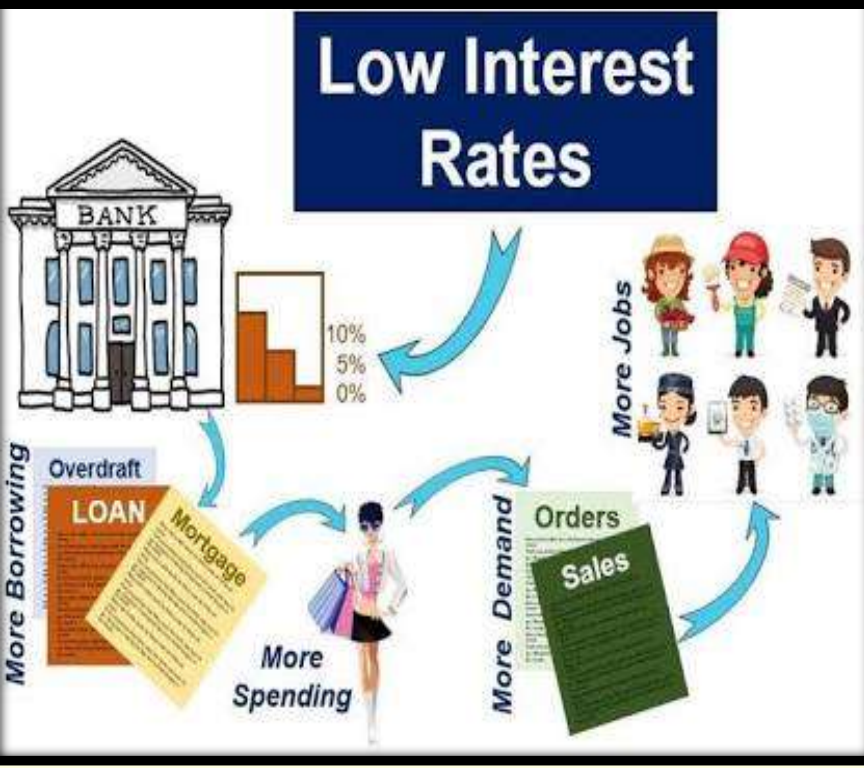 Low Interest
Rates
BANK
10%
5%
0%
More Borrowing
Overdraft
LOAN
Mortgage
More
Spending
More Demand
Orders
Sales
More Jobs